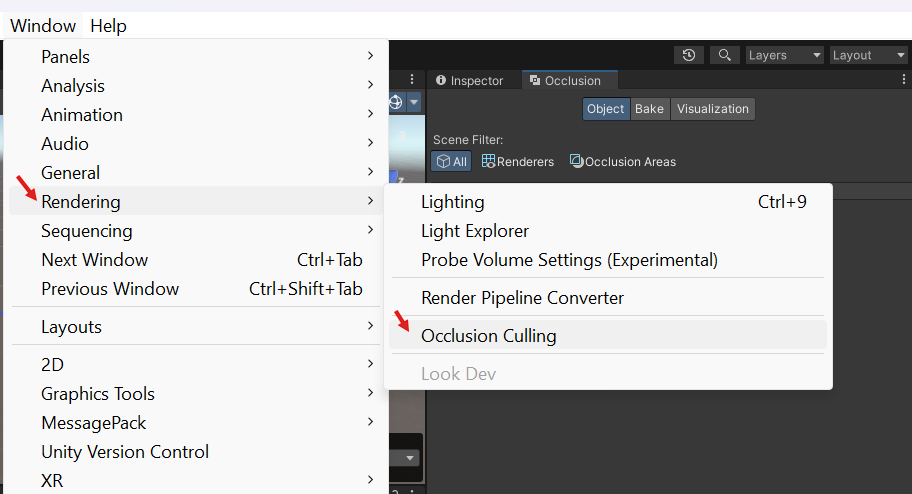 Window Help
Panels
Analysis
Animation
Audio
General
Rendering
Sequencing
Next Window Ctrl+Tab
Previous Window Ctrl+Shift+Tab
Layouts
2D
Graphics Tools
MessagePack
Unity Version Control
XR
Lighting Ctrl+9
Light Explorer
Probe Volume Settings (Experimental)
Render Pipeline Converter
Occlusion Culling
Look Dev
Layers Layout
Inspector Occlusion
Object Bake Visualization
Scene Filter:
All Renderers Occlusion Areas